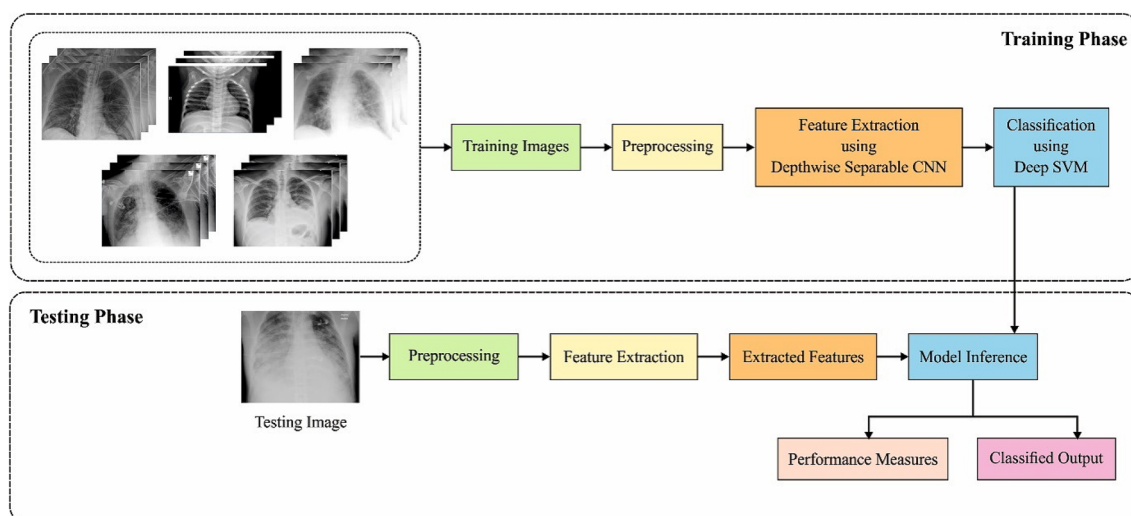 Training Phase
Training Images
Preprocessing
Feature Extraction
using
Depthwise Separable CNN
Classification
using
Deep SVM
Testing Phase
Testing Image
Preprocessing
Feature Extraction
Extracted Features
Model Inference
Performance Measures
Classified Output